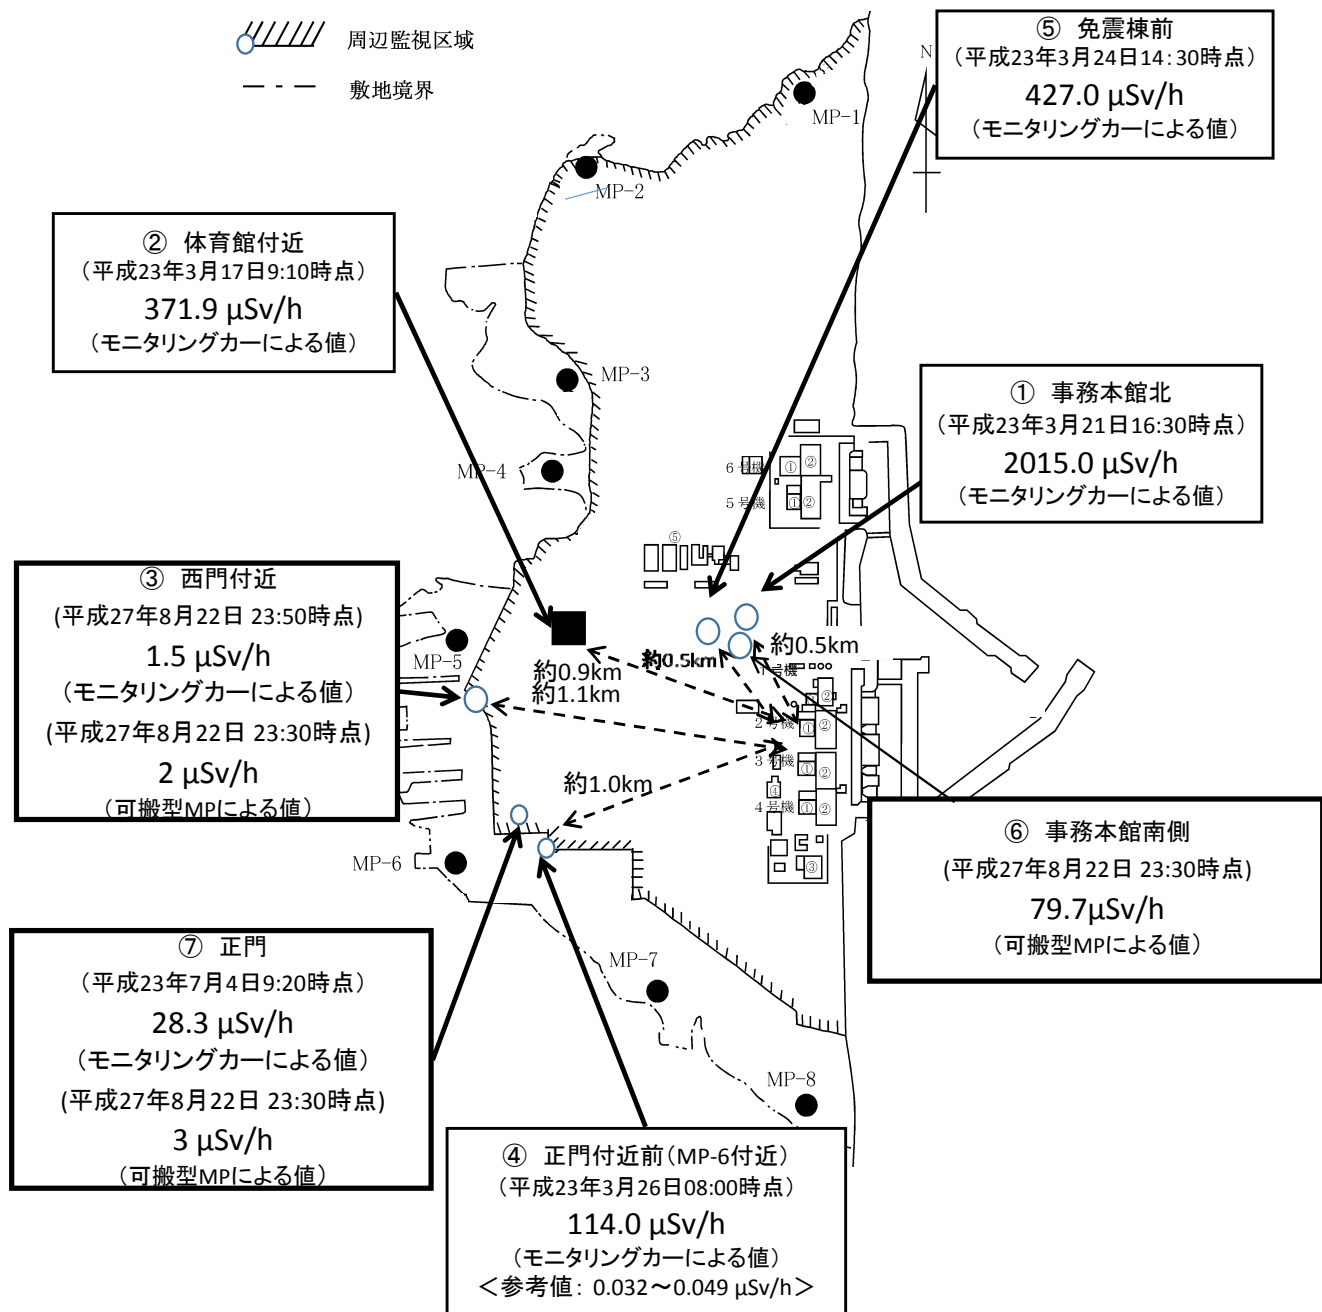 周辺監視区域
敷地境界
⑤ 免震棟前
（平成23年3月24日14：30時点）
427.0 μSv/h
（モニタリングカーによる値）
N
MP-1
MP-2
② 体育館付近
（平成23年3月17日9:10時点）
371.9 μSv/h
（モニタリングカーによる値）
MP-3
① 事務本館北
（平成23年3月21日16:30時点）
2015.0 μSv/h
（モニタリングカーによる値）
MP-4
6号機
①
②
5号機
①
②
⑤
③ 西門付近
(平成27年8月22日 23:50時点)
1.5 μSv/h
（モニタリングカーによる値）
(平成27年8月22日 23:30時点)
2 μSv/h
（可搬型MPによる値）
MP-5
約0.9km
約1.1km
約0.5km
約0.5km
1号機
②
2号機
①
②
3号機
①
②
④
4号機
①
②
③
約1.0km
MP-6
⑥ 事務本館南側
(平成27年8月22日 23:30時点)
79.7μSv/h
（可搬型MPによる値）
⑦ 正門
（平成23年7月4日9:20時点）
28.3 μSv/h
（モニタリングカーによる値）
(平成27年8月22日 23:30時点)
3 μSv/h
（可搬型MPによる値）
MP-7
MP-8
④ 正門付近前（MP-6付近）
（平成23年3月26日08:00時点）
114.0 μSv/h
（モニタリングカーによる値）
＜参考値： 0.032～0.049 μSv/h＞